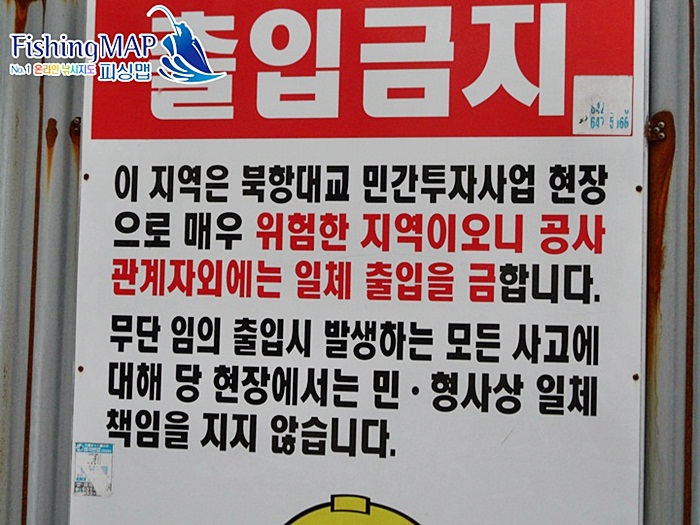 FishingMAP
No.1 온라인 낚시지도 피싱맵
출입금지
이 지역은 북항대교 민간투자사업 현장
으로 매우 위험한 지역이오니 공사
관계자외에는 일체 출입을 금합니다.
무단 임의 출입시 발생하는 모든 사고에
대해 당 현장에서는 민·형사상 일체
책임을 지지 않습니다.